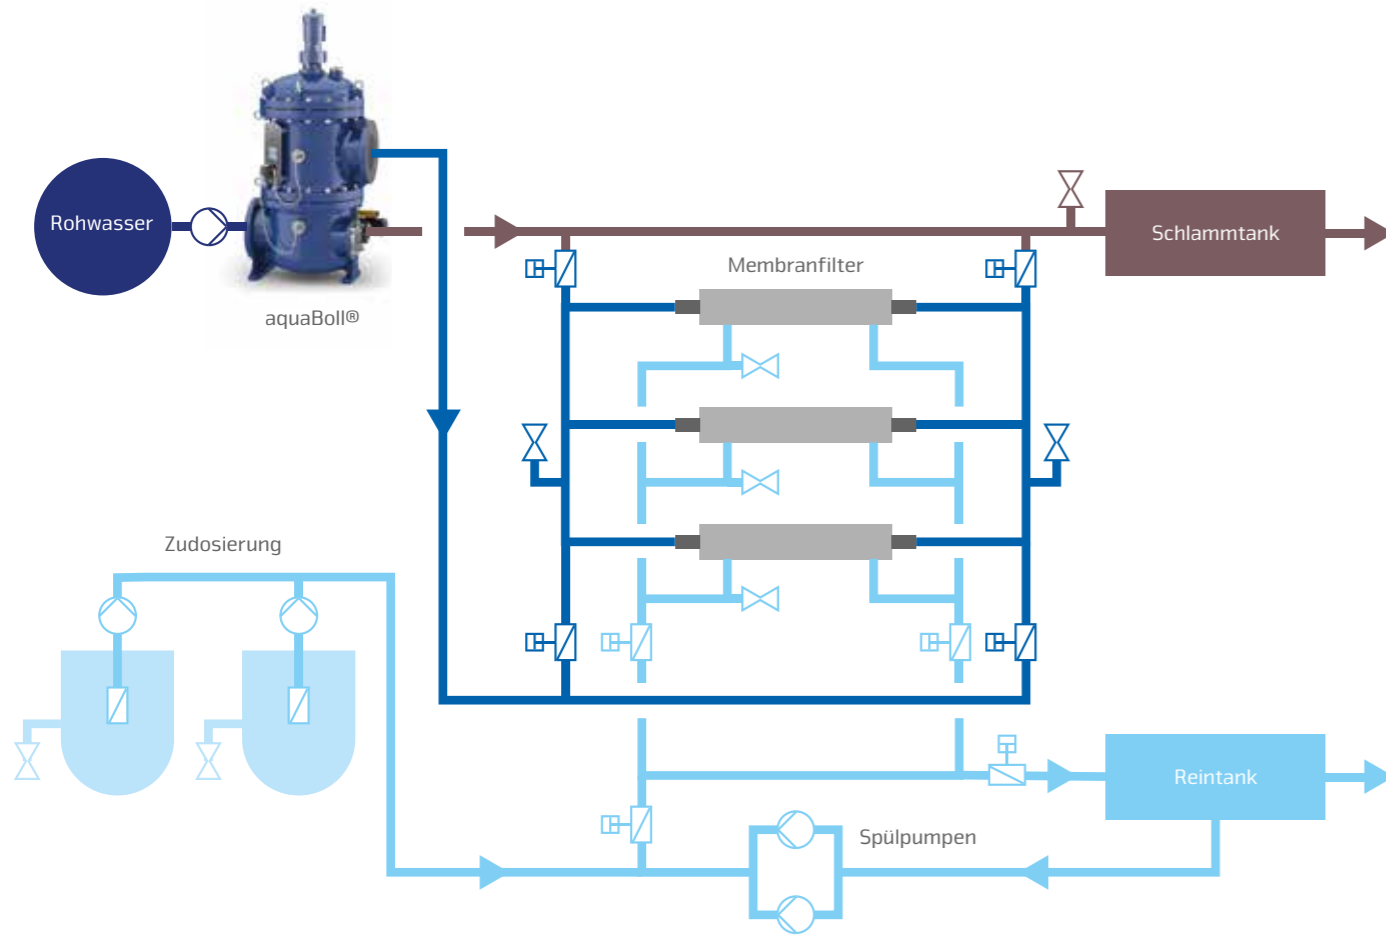 Rohwasser
aquaBoll®
Membranfilter
Schlammtank
Zudosierung
Reintank
Spülpumpen